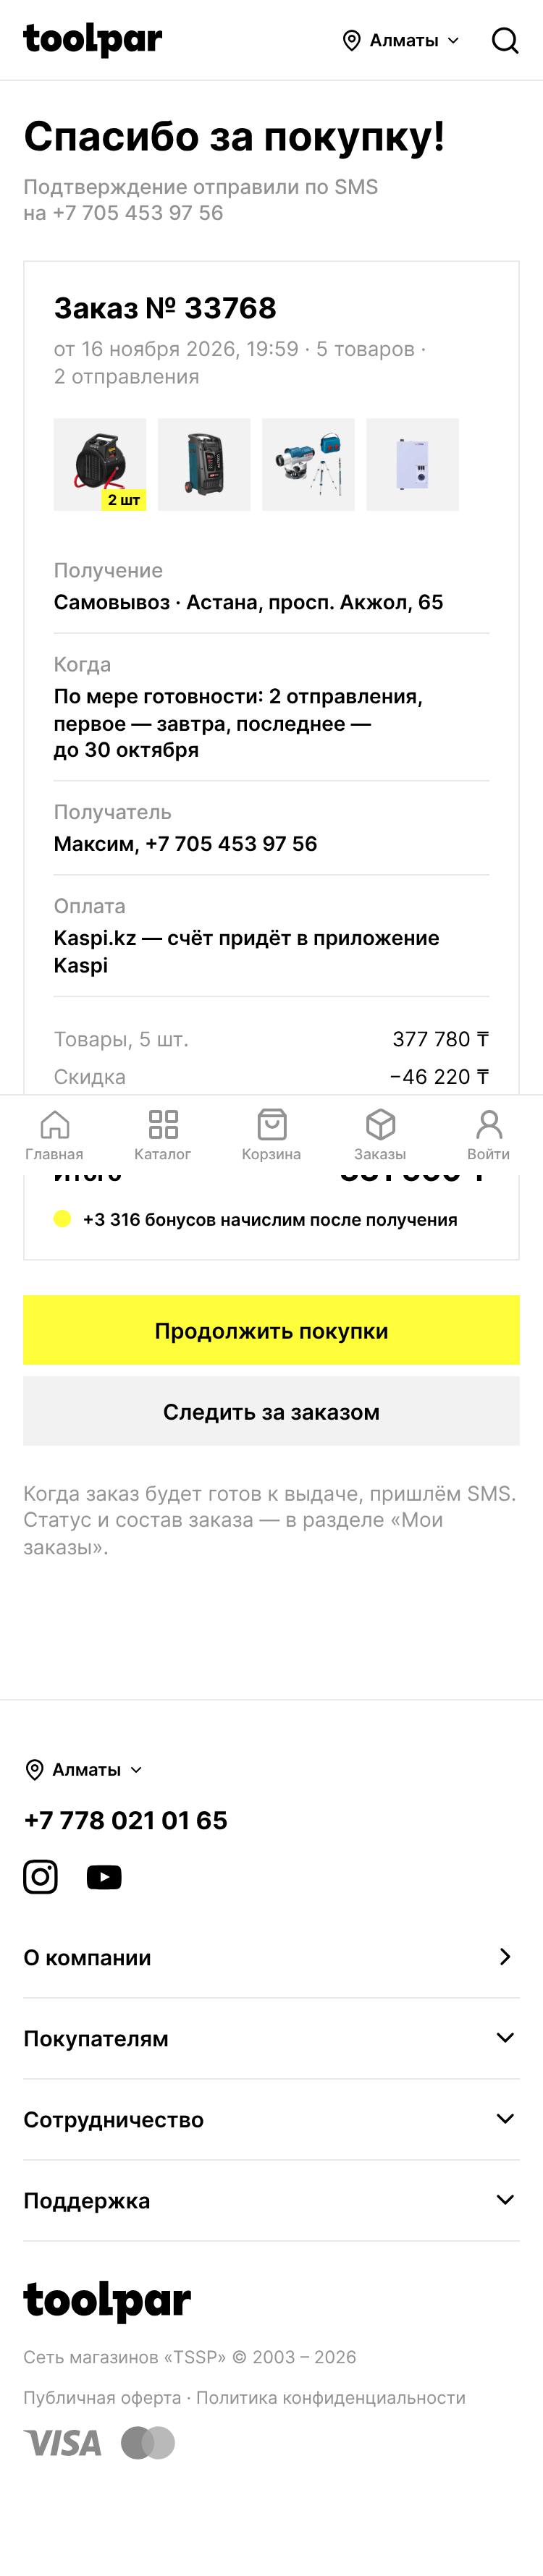 toolpar
Алматы
Спасибо за покупку!
Подтверждение отправили по SMS
на +7 705 453 97 56
Заказ № 33768
от 16 ноября 2026, 19:59 · 5 товаров ·
2 отправления
2 шт
Получение
Самовывоз · Астана, просп. Акжол, 65
Когда
По мере готовности: 2 отправления,
первое — завтра, последнее —
до 30 октября
Получатель
Максим, +7 705 453 97 56
Оплата
Kaspi.kz — счёт придёт в приложение
Kaspi
Товары, 5 шт. 377 780 ₸
Скидка −46 220 ₸
Главная Каталог Корзина Заказы Войти
+3 316 бонусов начислим после получения
Продолжить покупки
Следить за заказом
Когда заказ будет готов к выдаче, пришлём SMS.
Статус и состав заказа — в разделе «Мои
заказы».
Алматы
+7 778 021 01 65
О компании
Покупателям
Сотрудничество
Поддержка
toolpar
Сеть магазинов «TSSP» © 2003 – 2026
Публичная оферта · Политика конфиденциальности
VISA